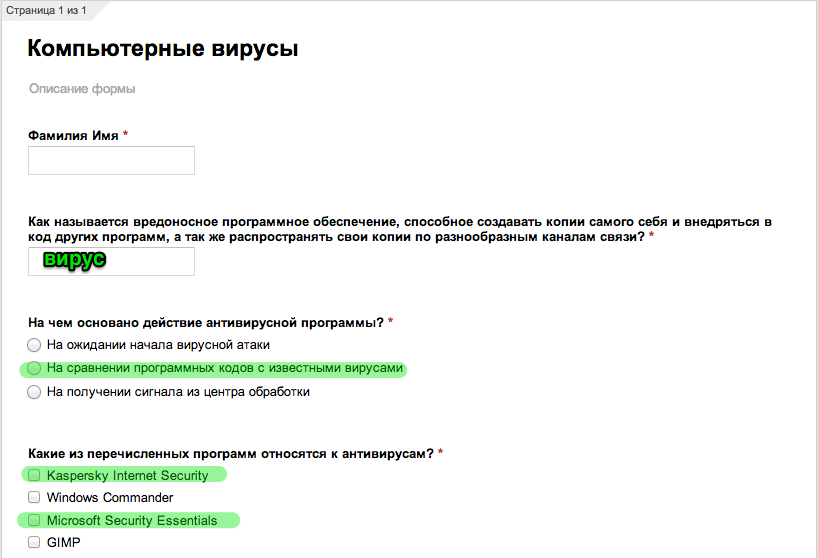 Страница 1 из 1
Компьютерные вирусы
Описание формы
Фамилия Имя *
Как называется вредоносное программное обеспечение, способное создавать копии самого себя и внедряться в
код других программ, а так же распространять свои копии по разнообразным каналам связи? *
вирус
На чем основано действие антивирусной программы? *
На ожидании начала вирусной атаки
На сравнении программных кодов с известными вирусами
На получении сигнала из центра обработки
Какие из перечисленных программ относятся к антивирусам? *
Kaspersky Internet Security
Windows Commander
Microsoft Security Essentials
GIMP